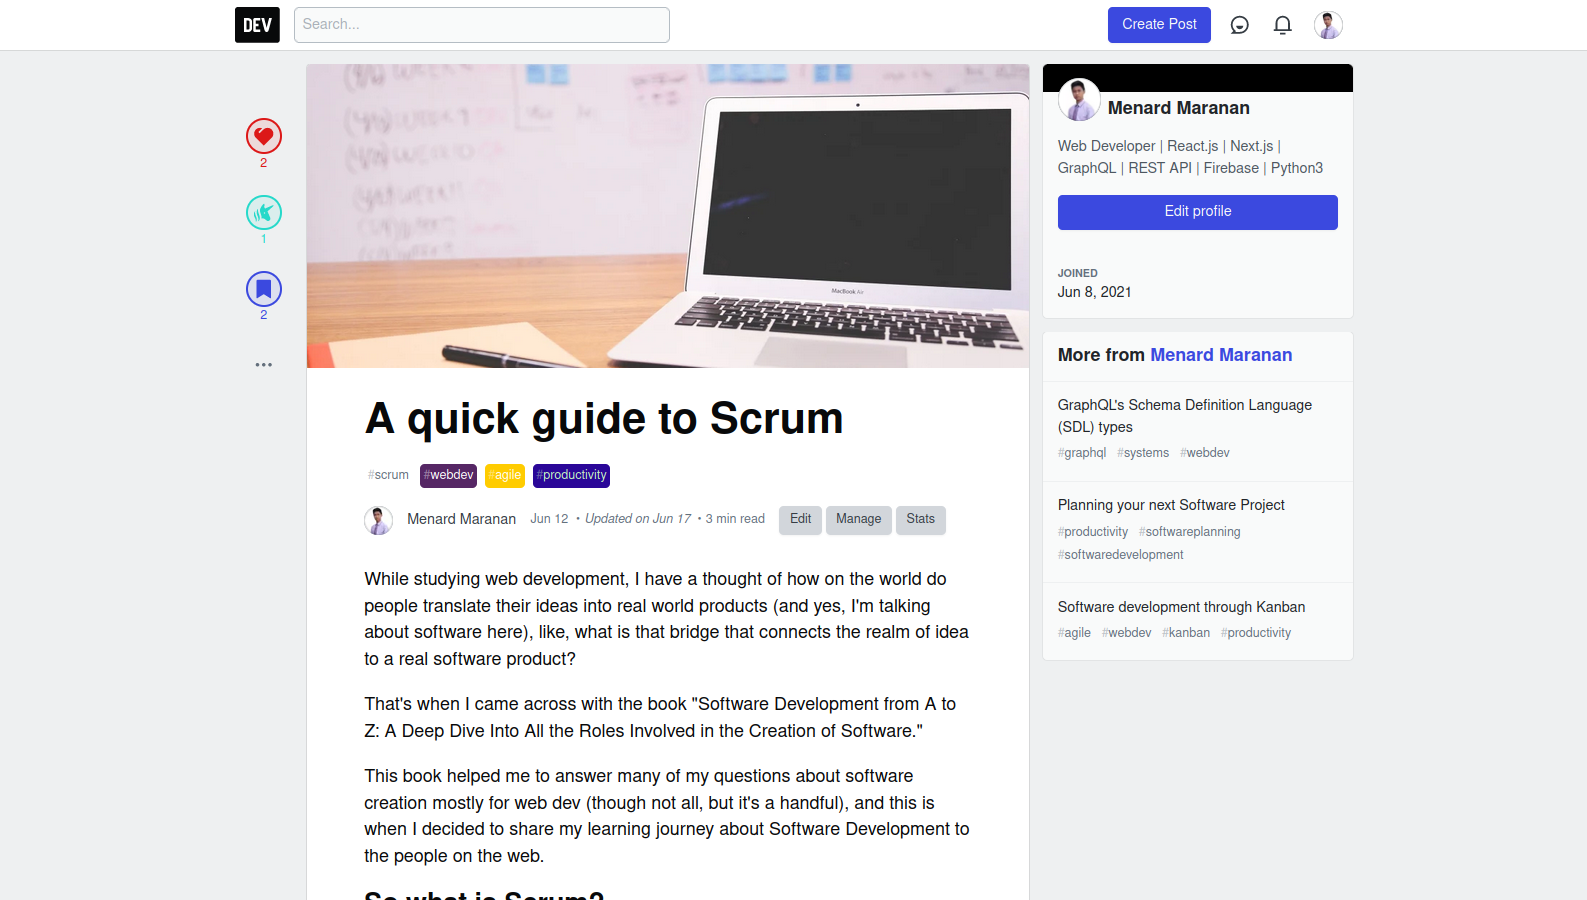 DEV
Search...
Create Post
2
1
2
MacBook Air
A quick guide to Scrum
#scrum #webdev #agile #productivity
Menard Maranan Jun 12 • Updated on Jun 17 • 3 min read Edit Manage Stats
While studying web development, I have a thought of how on the world do
people translate their ideas into real world products (and yes, I'm talking
about software here), like, what is that bridge that connects the realm of idea
to a real software product?
That's when I came across with the book "Software Development from A to
Z: A Deep Dive Into All the Roles Involved in the Creation of Software."
This book helped me to answer many of my questions about software
creation mostly for web dev (though not all, but it's a handful), and this is
when I decided to share my learning journey about Software Development to
the people on the web.
So what is Scrum?
Menard Maranan
Web Developer | React.js | Next.js |
GraphQL | REST API | Firebase | Python3
Edit profile
JOINED
Jun 8, 2021
More from Menard Maranan
GraphQL's Schema Definition Language
(SDL) types
#graphql #systems #webdev
Planning your next Software Project
#productivity #softwareplanning
#softwaredevelopment
Software development through Kanban
#agile #webdev #kanban #productivity